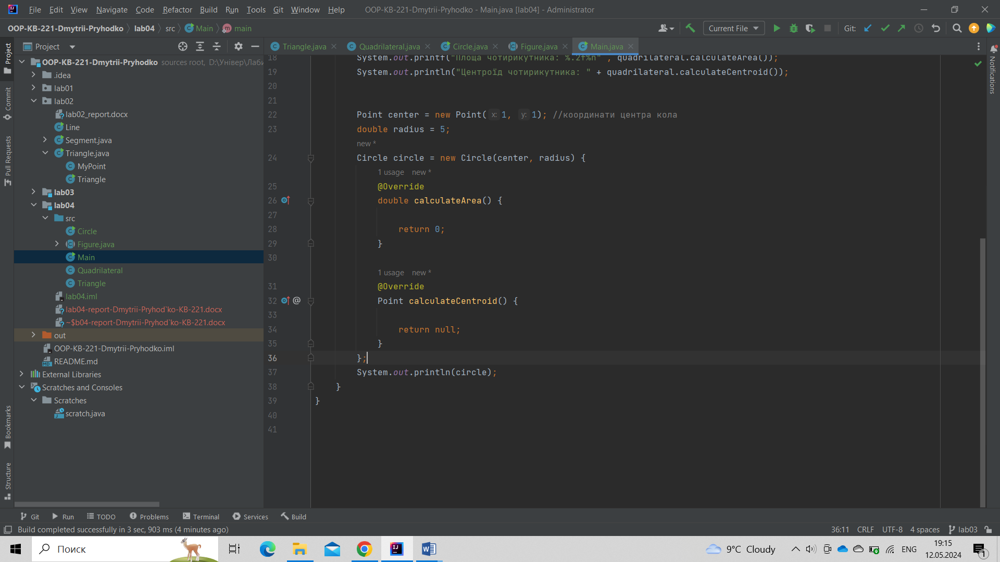 File Edit View Navigate Code Refactor Build Run Tools Git Window Help OOP-KB-221-Dmytrii-Pryhodko - Main.java [lab04] - Administrator
OOP-KB-221-Dmytrii-Pryhodko lab04 src Main main Current File Git:
Project Triangle.java Quadrilateral.java Circle.java Figure.java Main.java
OOP-KB-221-Dmytrii-Pryhodko sources root, D:\Універ\Лаби
.idea
lab01
lab02
lab02_report.docx
Line
Segment.java
Triangle.java
MyPoint
Triangle
lab03
lab04
src
Circle
Figure.java
Main
Quadrilateral
Triangle
lab04.iml
lab04-report-Dmytrii-Pryhod`ko-KB-221.docx
~$b04-report-Dmytrii-Pryhod`ko-KB-221.docx
out
OOP-KB-221-Dmytrii-Pryhodko.iml
README.md
External Libraries
Scratches and Consoles
Scratches
scratch.java
18 System.out.printf("Площа чотирикутника: %.2f%n" , quadrilateral.calculateArea());
19 System.out.println("Центроїд чотирикутника: " + quadrilateral.calculateCentroid());
20
21
22 Point center = new Point( x: 1, y: 1); //координати центра кола
23 double radius = 5;
new *
24 Circle circle = new Circle(center, radius) {
1 usage new *
25 @Override
26 double calculateArea() {
27
28 return 0;
29 }
30
1 usage new *
31 @Override
32 @ Point calculateCentroid() {
33
34 return null;
35 }
36 };
37 System.out.println(circle);
38 }
39 }
40
41
Project
Commit
Pull Requests
Bookmarks
Structure
Notifications
Git Run TODO Problems Terminal Services Build
Build completed successfully in 3 sec, 903 ms (4 minutes ago) 36:11 CRLF UTF-8 4 spaces lab03
Поиск 9°C Cloudy ENG 19:15
12.05.2024 1